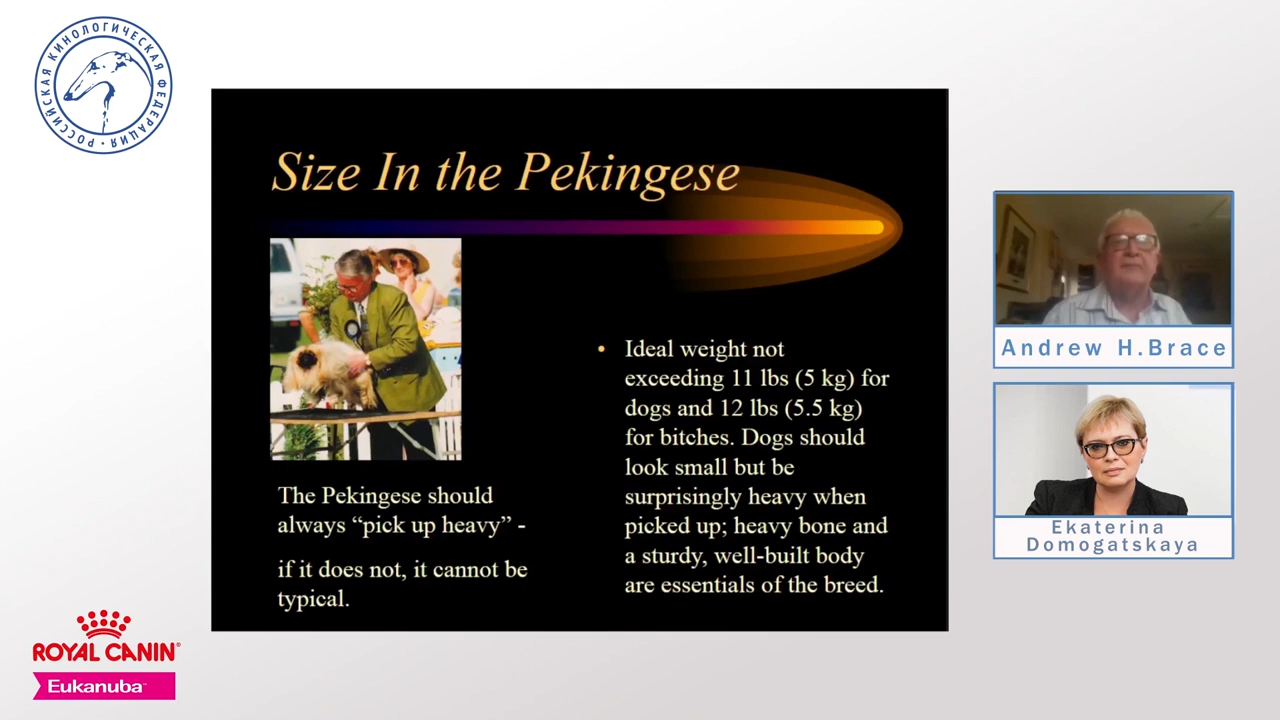 РОССИЙСКАЯ КИНОЛОГИЧЕСКАЯ ФЕДЕРАЦИЯ
Size In the Pekingese
The Pekingese should
always “pick up heavy” -
if it does not, it cannot be
typical.
• Ideal weight not
exceeding 11 lbs (5 kg) for
dogs and 12 lbs (5.5 kg)
for bitches. Dogs should
look small but be
surprisingly heavy when
picked up; heavy bone and
a sturdy, well-built body
are essentials of the breed.
Andrew H.Brace
Ekaterina
Domogatskaya
ROYAL CANIN®
Eukanuba™